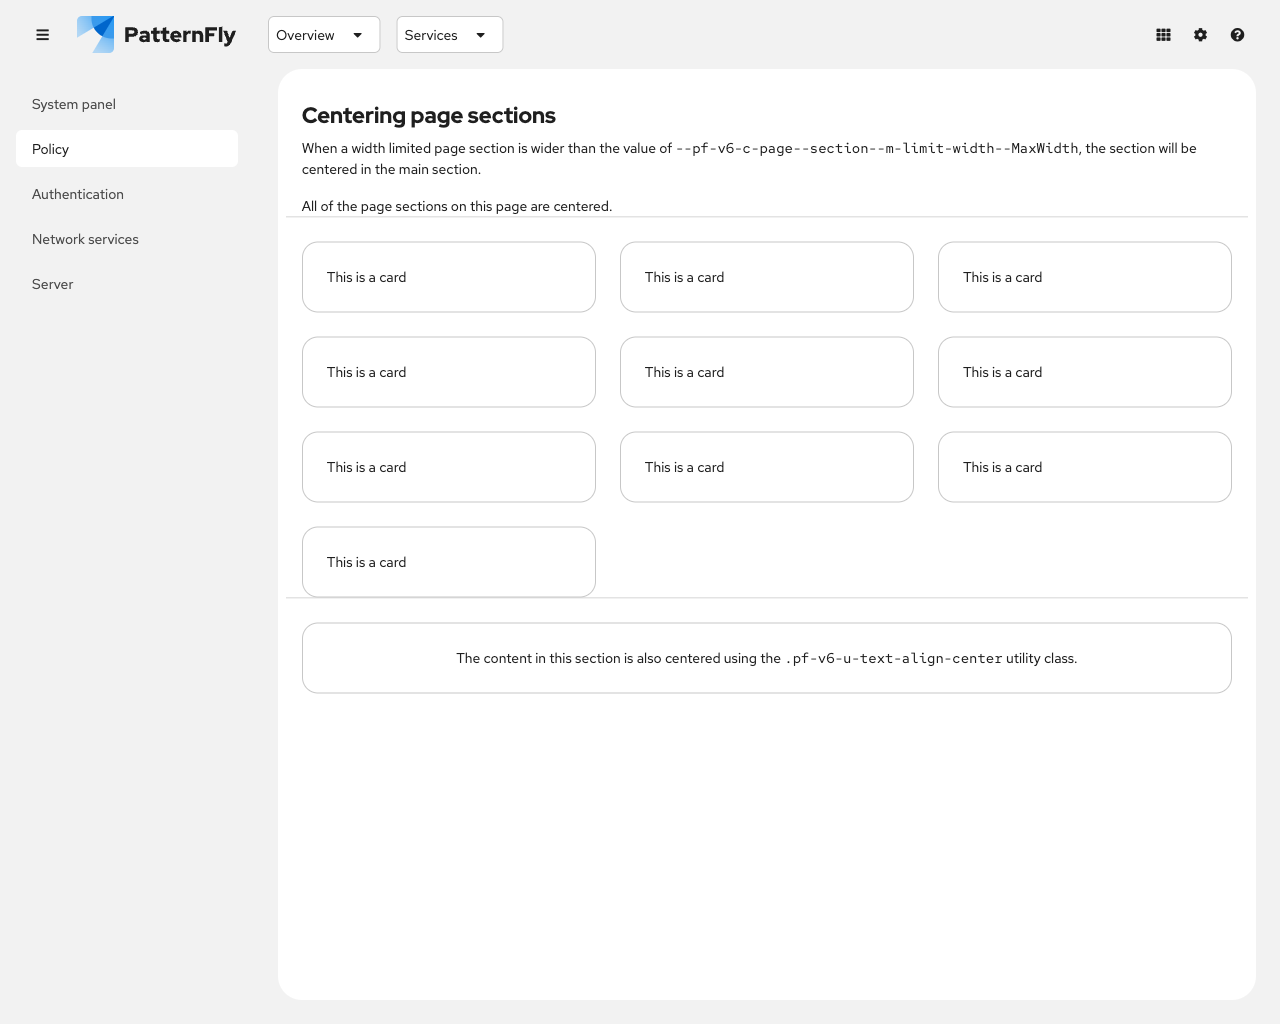 PatternFly
Overview
Services
System panel
Policy
Authentication
Network services
Server
Centering page sections
When a width limited page section is wider than the value of --pf-v6-c-page--section--m-limit-width--MaxWidth, the section will be
centered in the main section.
All of the page sections on this page are centered.
This is a card
This is a card
This is a card
This is a card
This is a card
This is a card
This is a card
This is a card
This is a card
This is a card
The content in this section is also centered using the .pf-v6-u-text-align-center utility class.